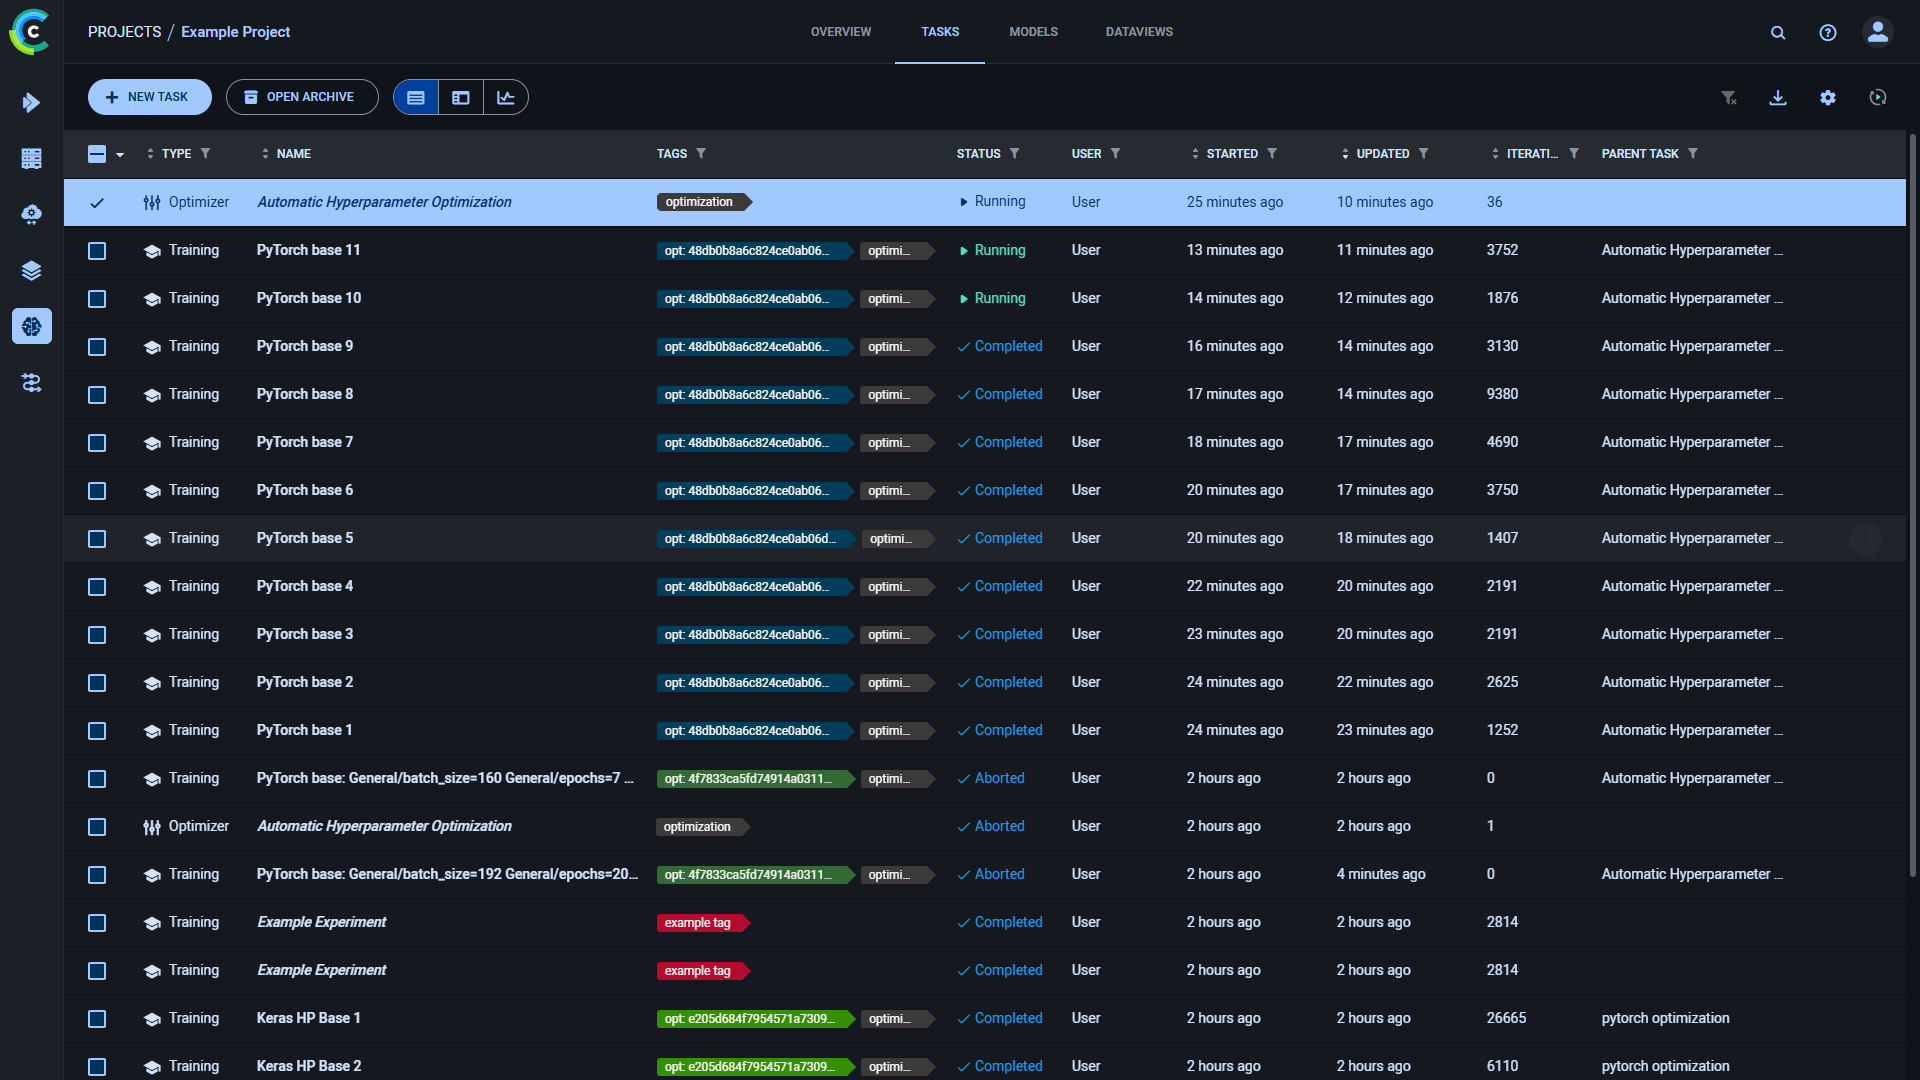 PROJECTS / Example Project
OVERVIEW TASKS MODELS DATAVIEWS
NEW TASK OPEN ARCHIVE
TYPE NAME TAGS STATUS USER STARTED UPDATED ITERATI... PARENT TASK
Optimizer Automatic Hyperparameter Optimization optimization Running User 25 minutes ago 10 minutes ago 36
Training PyTorch base 11 opt: 48db0b8a6c824ce0ab06... optimi... Running User 13 minutes ago 11 minutes ago 3752 Automatic Hyperparameter ...
Training PyTorch base 10 opt: 48db0b8a6c824ce0ab06... optimi... Running User 14 minutes ago 12 minutes ago 1876 Automatic Hyperparameter ...
Training PyTorch base 9 opt: 48db0b8a6c824ce0ab06... optimi... Completed User 16 minutes ago 14 minutes ago 3130 Automatic Hyperparameter ...
Training PyTorch base 8 opt: 48db0b8a6c824ce0ab06... optimi... Completed User 17 minutes ago 14 minutes ago 9380 Automatic Hyperparameter ...
Training PyTorch base 7 opt: 48db0b8a6c824ce0ab06... optimi... Completed User 18 minutes ago 17 minutes ago 4690 Automatic Hyperparameter ...
Training PyTorch base 6 opt: 48db0b8a6c824ce0ab06... optimi... Completed User 20 minutes ago 17 minutes ago 3750 Automatic Hyperparameter ...
Training PyTorch base 5 opt: 48db0b8a6c824ce0ab06d... optimi... Completed User 20 minutes ago 18 minutes ago 1407 Automatic Hyperparameter ...
Training PyTorch base 4 opt: 48db0b8a6c824ce0ab06... optimi... Completed User 22 minutes ago 20 minutes ago 2191 Automatic Hyperparameter ...
Training PyTorch base 3 opt: 48db0b8a6c824ce0ab06... optimi... Completed User 23 minutes ago 20 minutes ago 2191 Automatic Hyperparameter ...
Training PyTorch base 2 opt: 48db0b8a6c824ce0ab06... optimi... Completed User 24 minutes ago 22 minutes ago 2625 Automatic Hyperparameter ...
Training PyTorch base 1 opt: 48db0b8a6c824ce0ab06... optimi... Completed User 24 minutes ago 23 minutes ago 1252 Automatic Hyperparameter ...
Training PyTorch base: General/batch_size=160 General/epochs=7 ... opt: 4f7833ca5fd74914a0311... optimi... Aborted User 2 hours ago 2 hours ago 0 Automatic Hyperparameter ...
Optimizer Automatic Hyperparameter Optimization optimization Aborted User 2 hours ago 2 hours ago 1
Training PyTorch base: General/batch_size=192 General/epochs=20... opt: 4f7833ca5fd74914a0311... optimi... Aborted User 2 hours ago 4 minutes ago 0 Automatic Hyperparameter ...
Training Example Experiment example tag Completed User 2 hours ago 2 hours ago 2814
Training Example Experiment example tag Completed User 2 hours ago 2 hours ago 2814
Training Keras HP Base 1 opt: e205d684f7954571a7309... optimi... Completed User 2 hours ago 2 hours ago 26665 pytorch optimization
Training Keras HP Base 2 opt: e205d684f7954571a7309... optimi... Completed User 2 hours ago 2 hours ago 6110 pytorch optimization